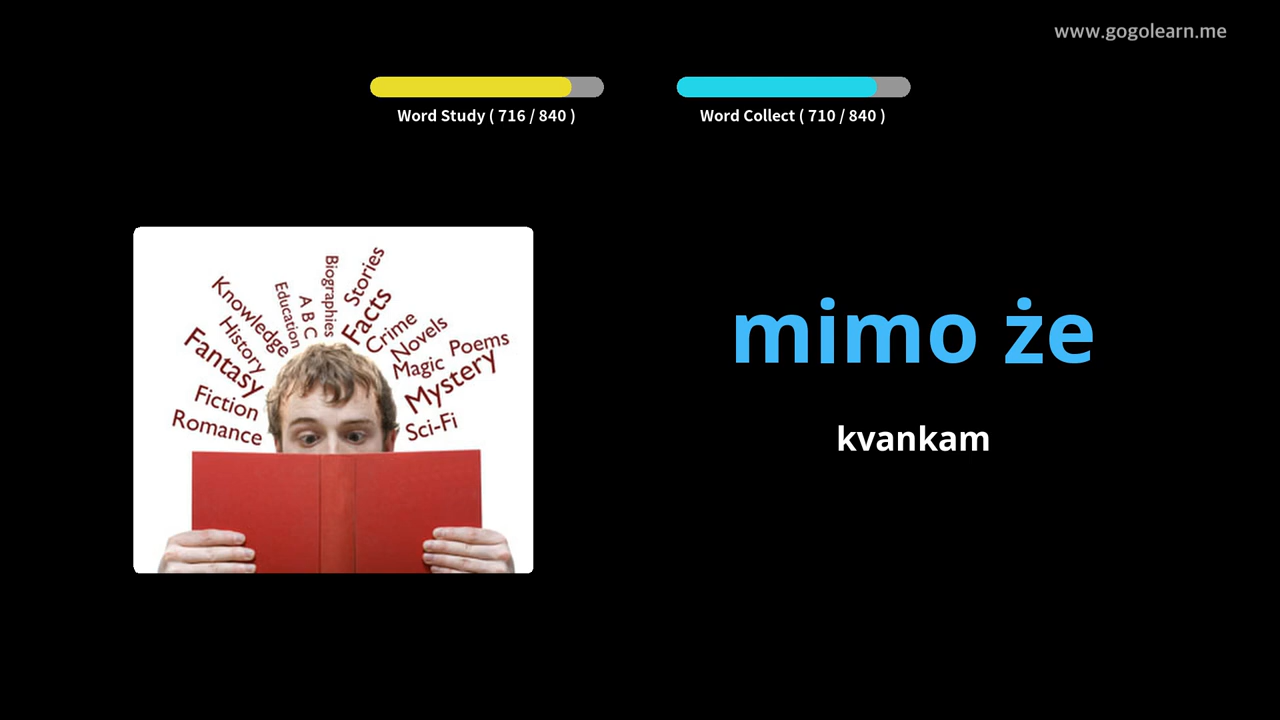 www.gogolearn.me
Word Study ( 716 / 840 )
Word Collect ( 710 / 840 )
Biographies
Stories
Education
A B C
Facts
Knowledge
History
Crime
Novels
Fantasy
Magic
Poems
Mystery
Fiction
Romance
Sci-Fi
mimo że
kvankam